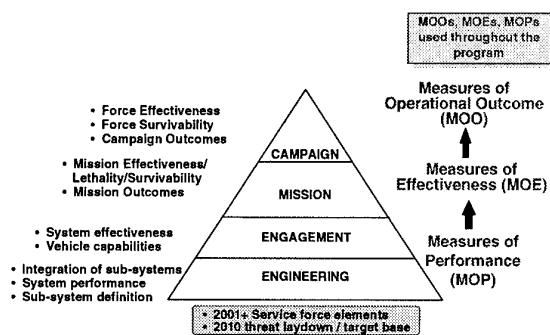 MOOs, MOEs, MOPs
used throughout the
program
Measures of
Operational Outcome
(MOO)
• Force Effectiveness
• Force Survivability
• Campaign Outcomes
CAMPAIGN
• Mission Effectiveness/
Lethality/Survivability
• Mission Outcomes
MISSION
Measures of
Effectiveness (MOE)
• System effectiveness
• Vehicle capabilities
ENGAGEMENT
Measures of
Performance
(MOP)
• Integration of sub-systems
• System performance
• Sub-system definition
ENGINEERING
• 2001+ Service force elements
• 2010 threat laydown / target base